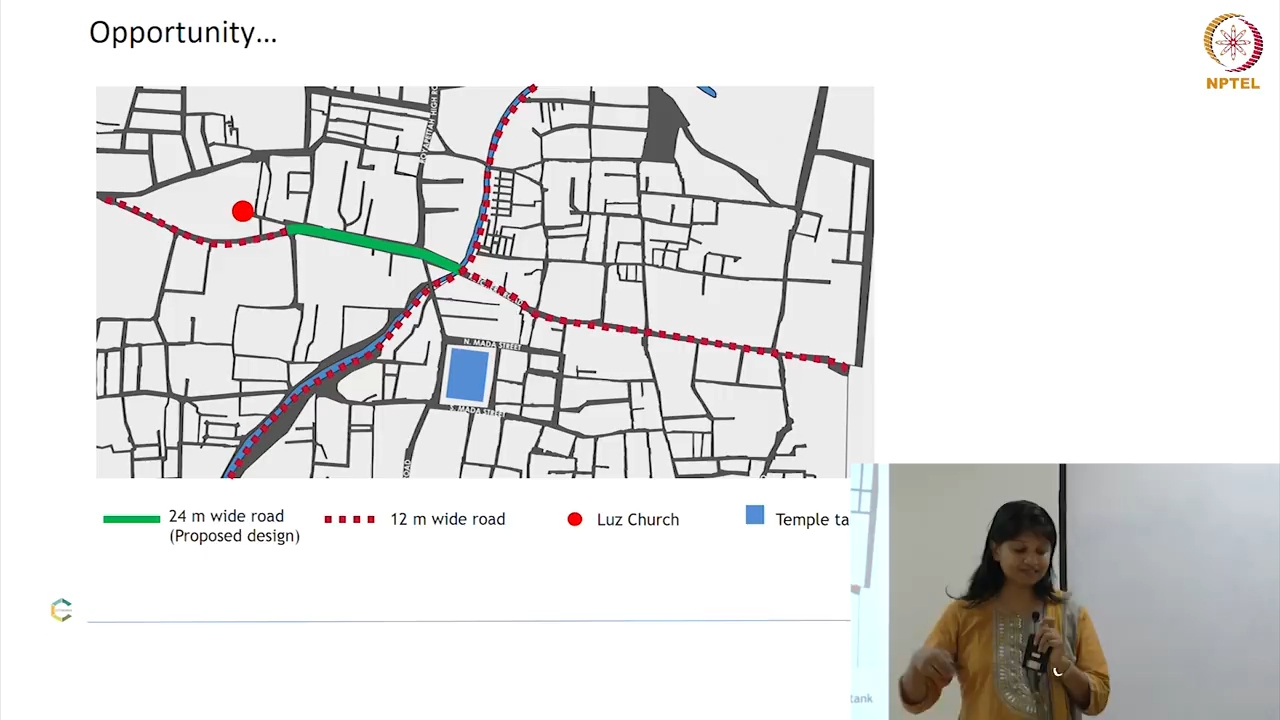 Opportunity...
NPTEL
N. MADA STREET
S. MADA STREET
24 m wide road
(Proposed design)
12 m wide road
Luz Church
Temple ta
tank